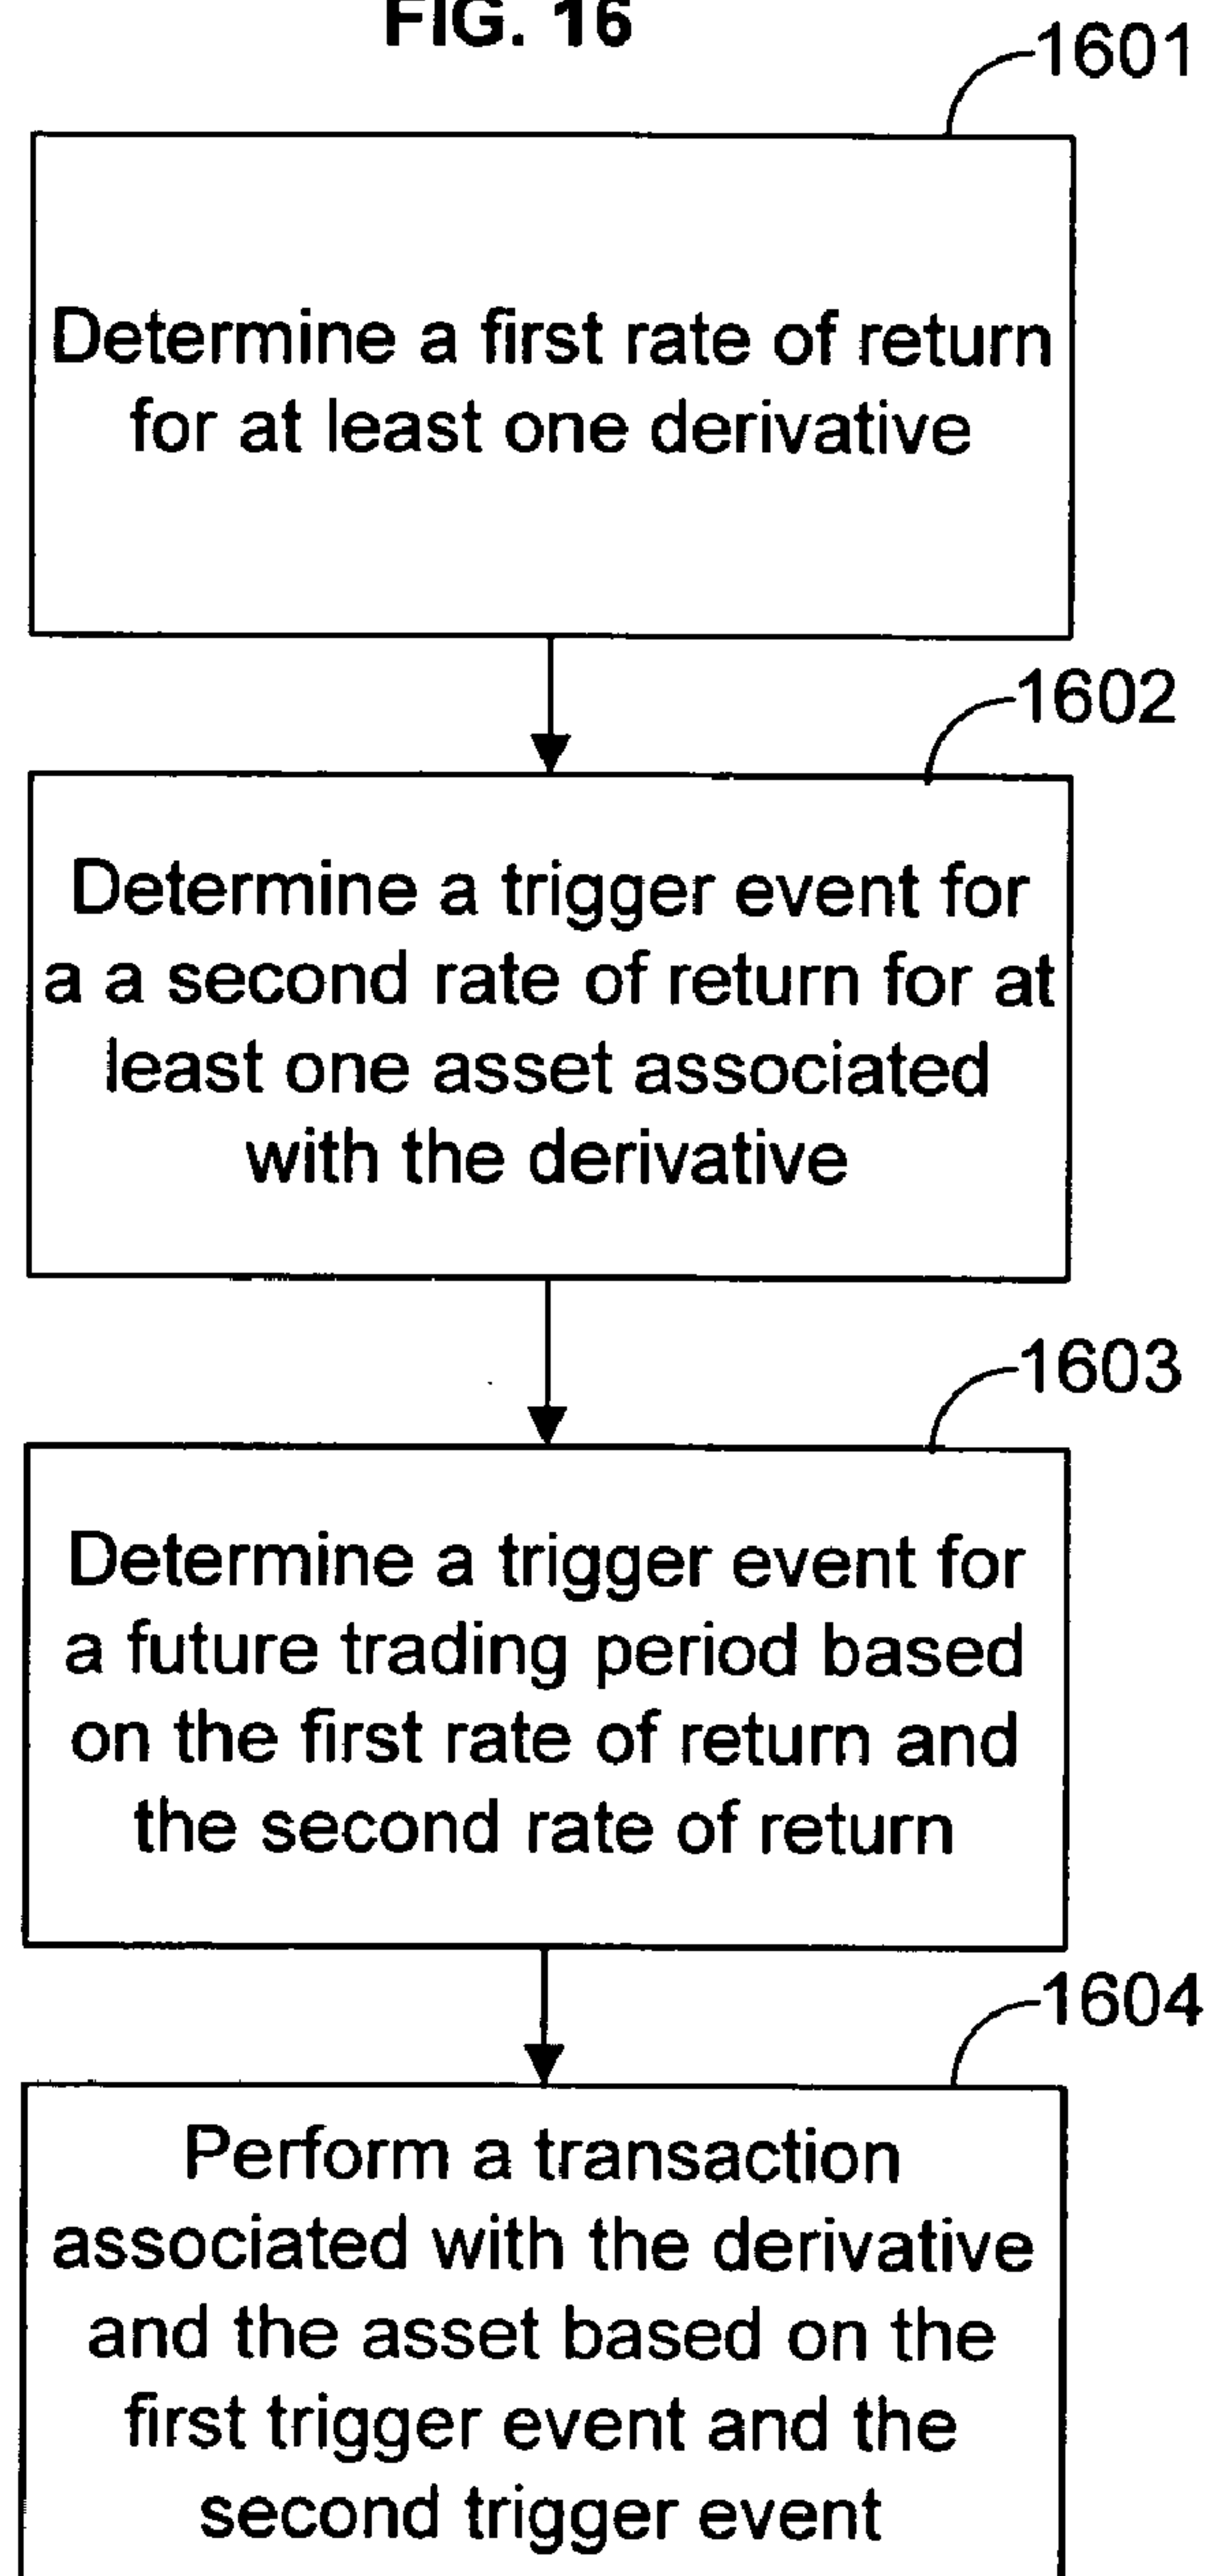 FIG. 16
1601
Determine a first rate of return
for at least one derivative
1602
Determine a trigger event for
a a second rate of return for at
least one asset associated
with the derivative
1603
Determine a trigger event for
a future trading period based
on the first rate of return and
the second rate of return
1604
Perform a transaction
associated with the derivative
and the asset based on the
first trigger event and the
second trigger event